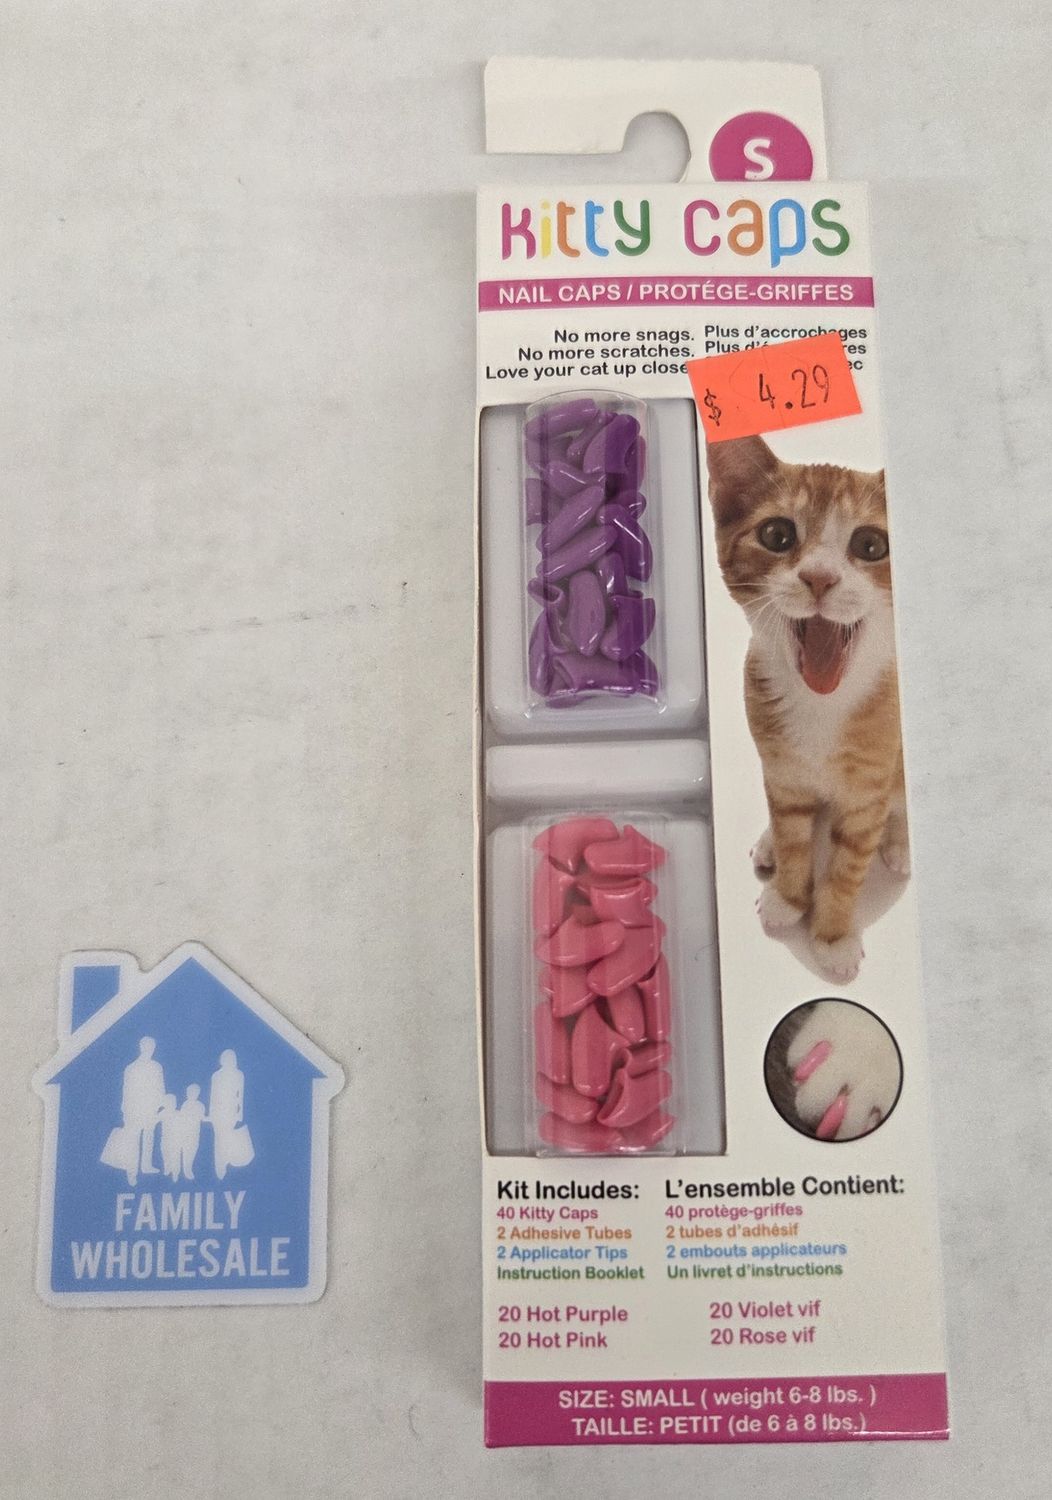 S
kitty caps
NAIL CAPS / PROTÉGE-GRIFFES
No more snags.
No more scratches.
Love your cat up close
Plus d'accrochages
Plus
$ 4.29
FAMILY
WHOLESALE
Kit Includes:
40 Kitty Caps
2 Adhesive Tubes
2 Applicator Tips
Instruction Booklet
20 Hot Purple
20 Hot Pink
L'ensemble Contient:
40 protège-griffes
2 tubes d'adhésif
2 embouts applicateurs
Un livret d'instructions
20 Violet vif
20 Rose vif
SIZE: SMALL ( weight 6-8 lbs. )
TAILLE: PETIT (de 6 à 8 lbs.)